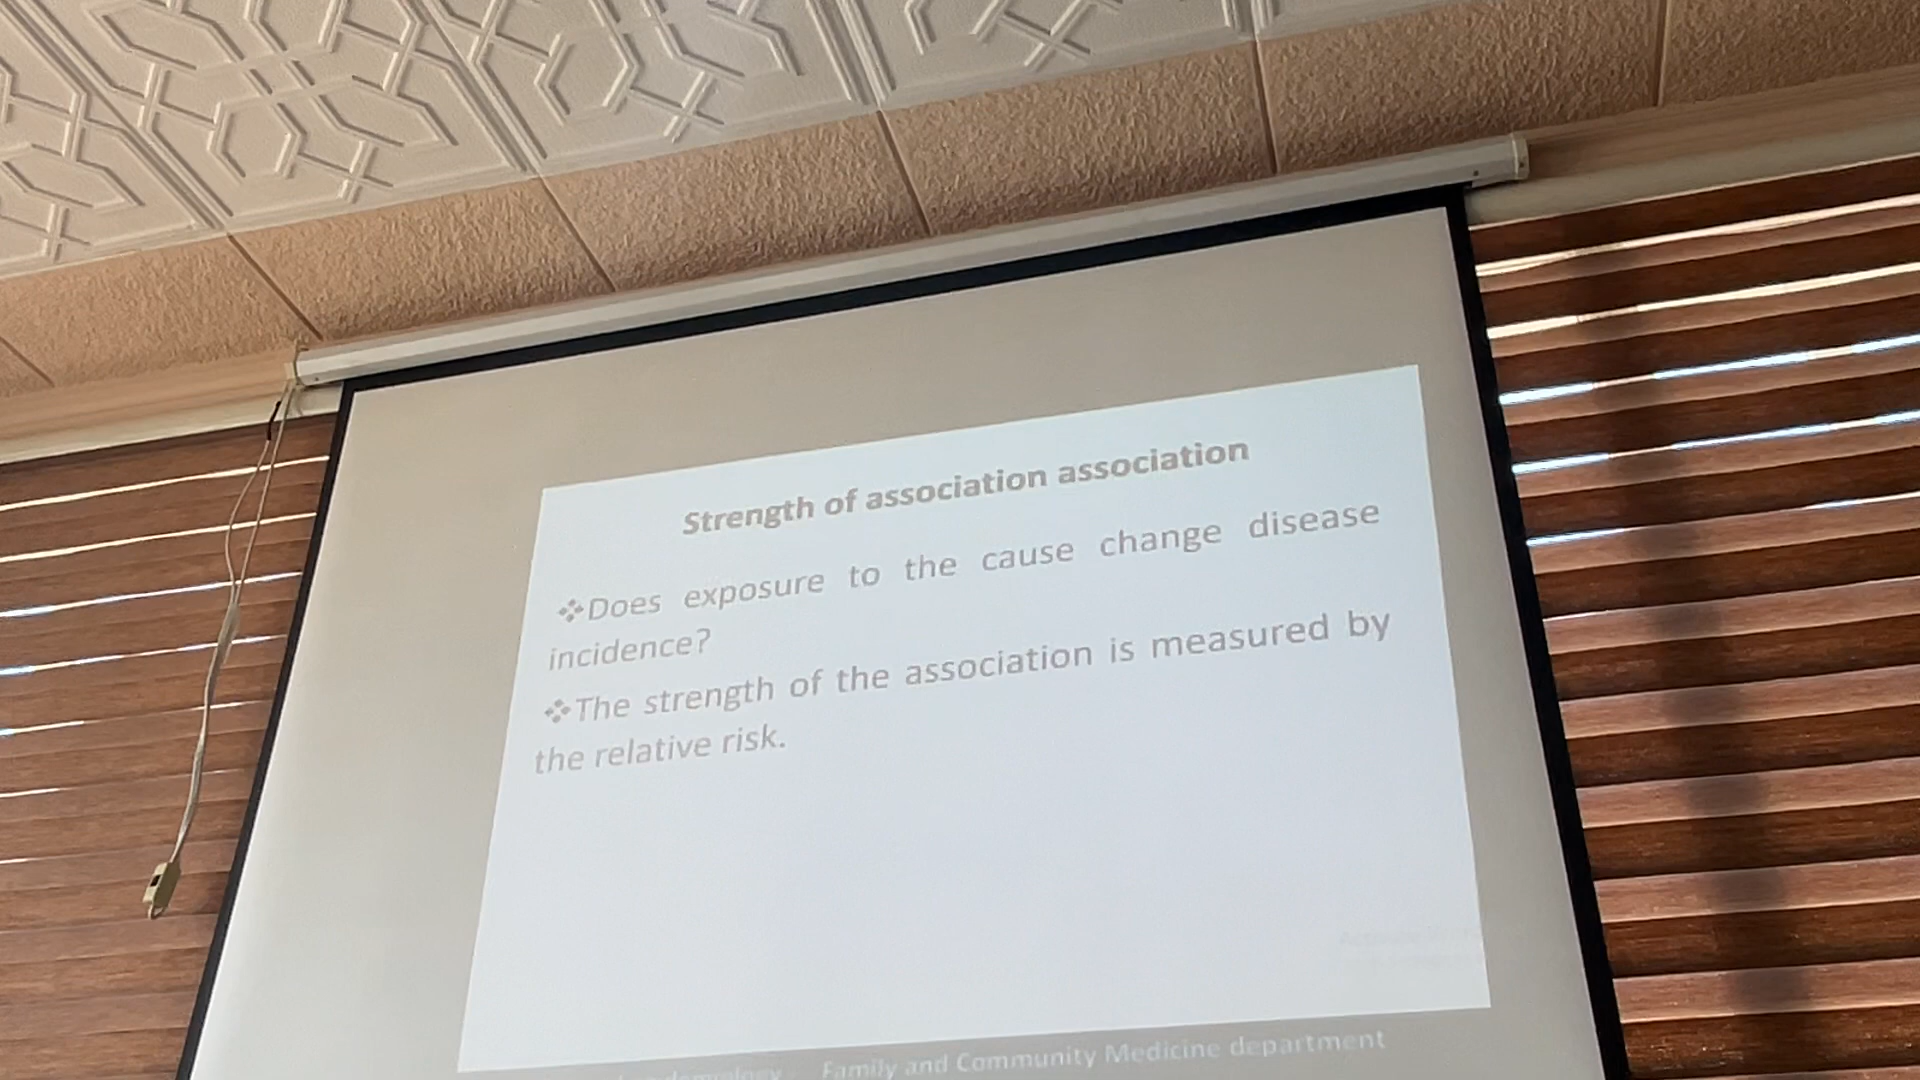 Strength of association association
❖Does exposure to the cause change disease
incidence?
❖The strength of the association is measured by
the relative risk.
Family and Community Medicine department